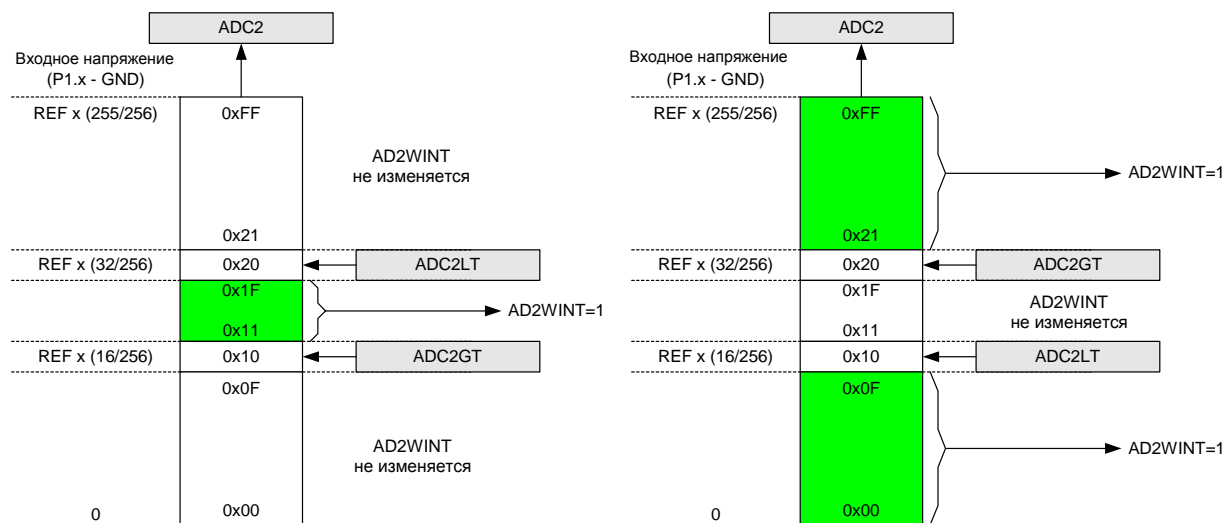 ADC2
Входное напряжение
(P1.x - GND)
REF x (255/256)
0xFF
AD2WINT
не изменяется
0x21
REF x (32/256)
0x20
ADC2LT
0x1F
AD2WINT=1
0x11
REF x (16/256)
0x10
ADC2GT
0x0F
AD2WINT
не изменяется
0
0x00
ADC2
Входное напряжение
(P1.x - GND)
REF x (255/256)
0xFF
AD2WINT=1
0x21
REF x (32/256)
0x20
ADC2GT
0x1F
AD2WINT
не изменяется
0x11
REF x (16/256)
0x10
ADC2LT
0x0F
AD2WINT=1
0
0x00